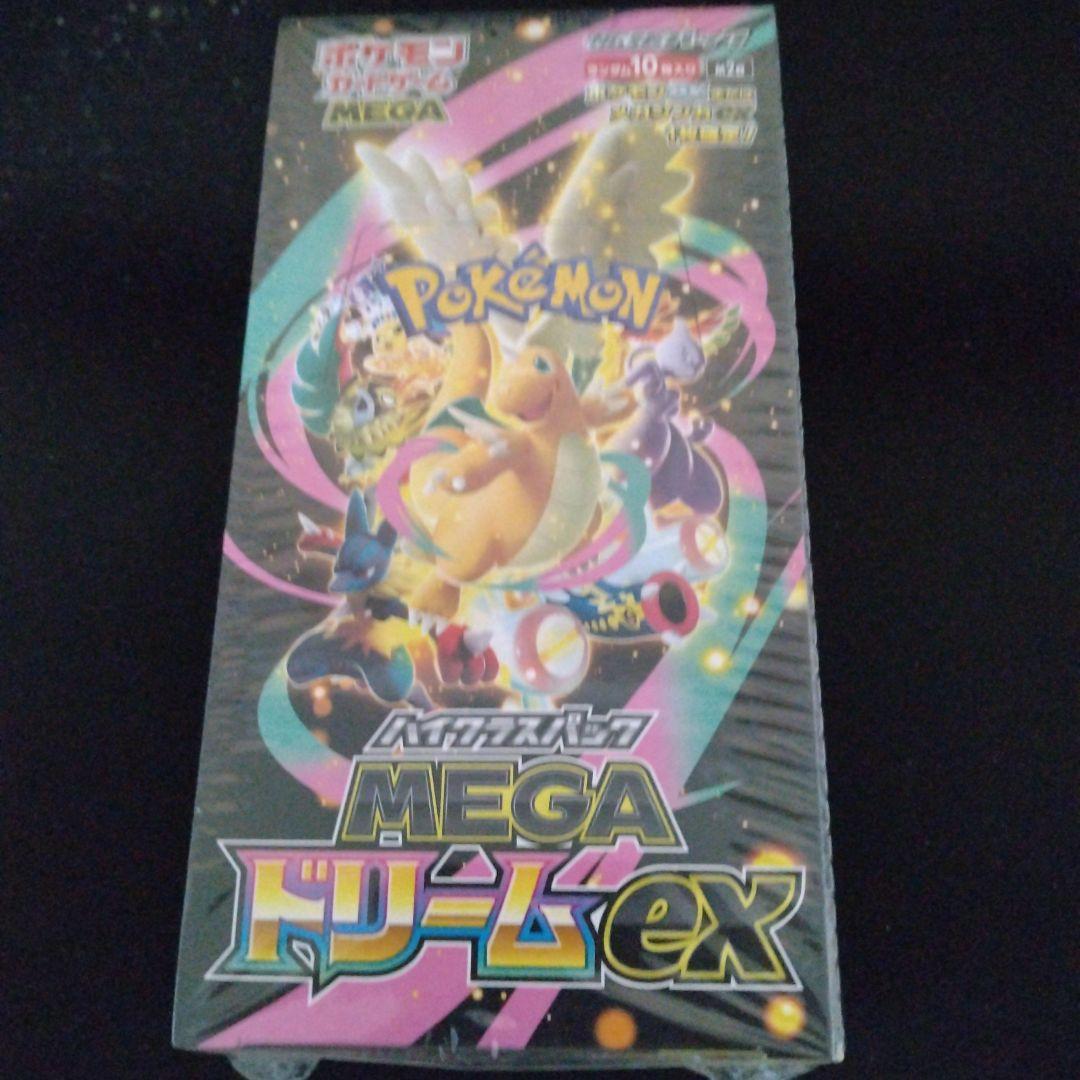 ポケモン
カードゲーム
MEGA
ランダム10枚入り
POKéMON
ハイクラスパック
MEGA
ドリームex